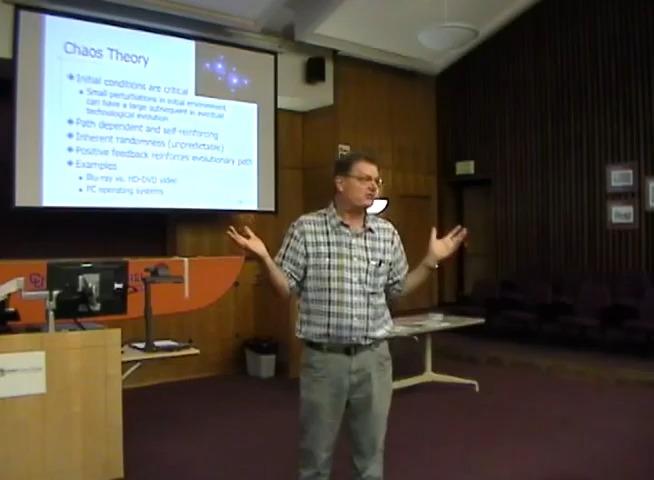 Chaos Theory
Initial conditions are critical
Small perturbations in initial environment
can have a large subsequent in eventual
technological evolution
Path dependent and self reinforcing
Inherent randomness (unpredictable)
Positive feedback reinforces evolutionary path
Examples
Blu-ray vs. HD-DVD video
PC operating systems